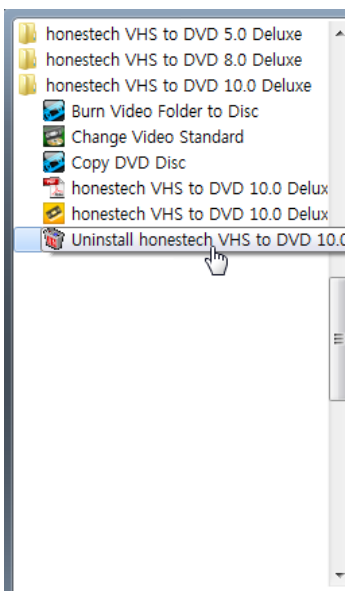 honestech VHS to DVD 5.0 Deluxe
honestech VHS to DVD 8.0 Deluxe
honestech VHS to DVD 10.0 Deluxe
Burn Video Folder to Disc
Change Video Standard
Copy DVD Disc
honestech VHS to DVD 10.0 Delux
honestech VHS to DVD 10.0 Delux
Uninstall honestech VHS to DVD 10.0